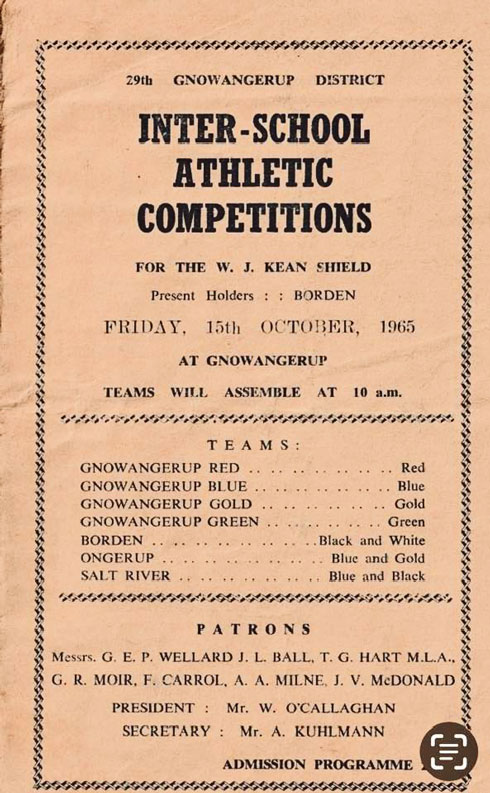 29th GNOWANGERUP DISTRICT
INTER-SCHOOL
ATHLETIC
COMPETITIONS
FOR THE W. J. KEAN SHIELD
Present Holders : : BORDEN
FRIDAY, 15th OCTOBER, 1965
AT GNOWANGERUP
TEAMS WILL ASSEMBLE AT 10 a.m.
TEAMS:
GNOWANGERUP RED .. .. .. .. .. .. .. Red
GNOWANGERUP BLUE .. .. .. .. .. .. .. Blue
GNOWANGERUP GOLD .. .. .. .. .. .. .. Gold
GNOWANGERUP GREEN .. .. .. .. .. .. Green
BORDEN .. .. .. .. .. .. .. .. Black and White
ONGERUP .. .. .. .. .. .. .. .. Blue and Gold
SALT RIVER .. .. .. .. .. .. .. Blue and Black
PATRONS
Messrs. G. E. P. WELLARD J. L. BALL, T. G. HART M.L.A.,
G. R. MOIR, F. CARROL, A. A. MILNE, J. V. McDONALD
PRESIDENT : Mr. W. O'CALLAGHAN
SECRETARY : Mr. A. KUHLMANN
ADMISSION PROGRAMME